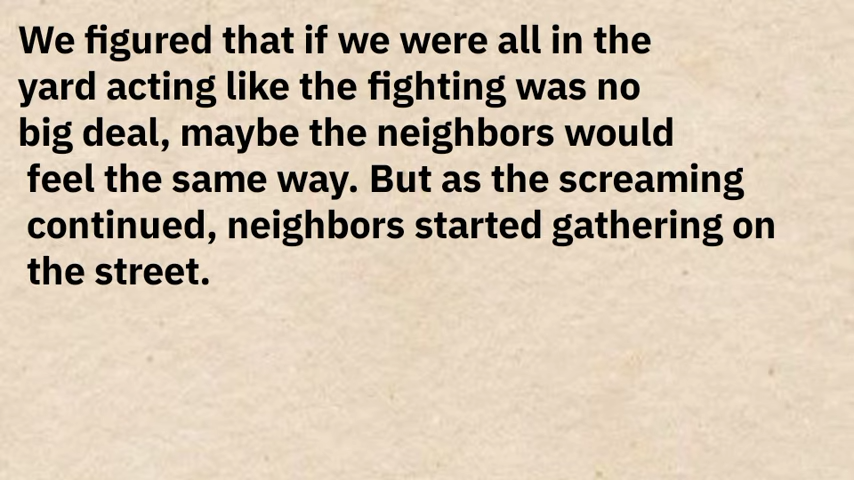 We figured that if we were all in the
yard acting like the fighting was no
big deal, maybe the neighbors would
feel the same way. But as the screaming
continued, neighbors started gathering on
the street.